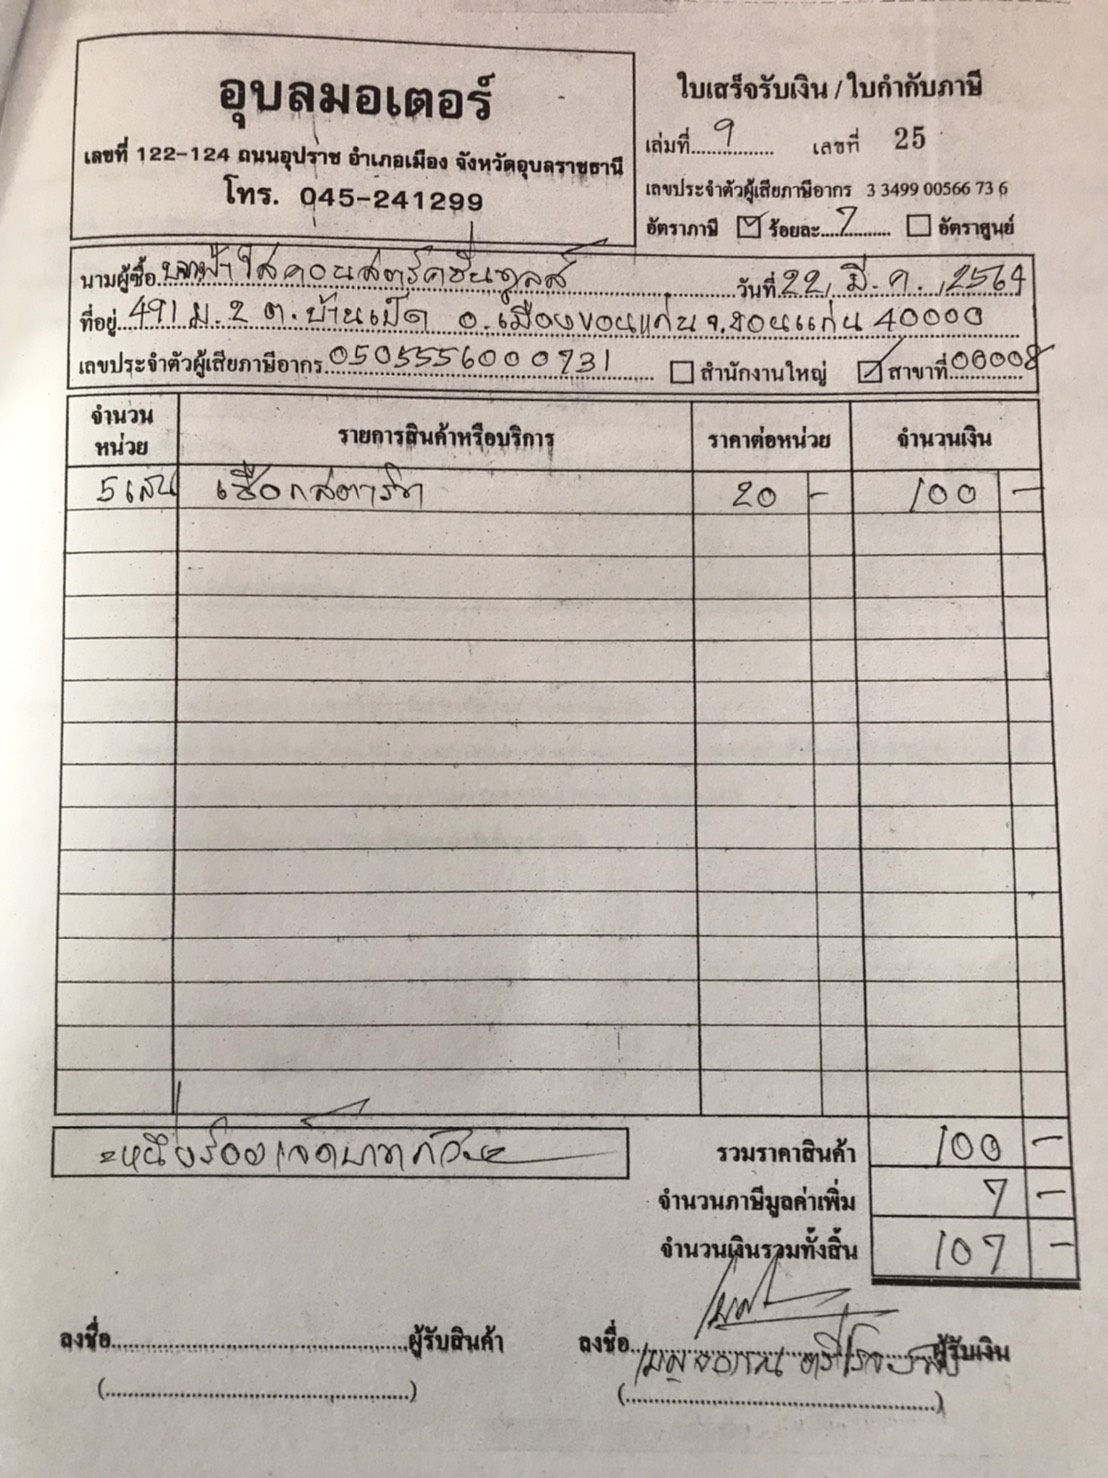 อุบลมอเตอร์
เลขที่ 122-124 ถนนอุปราช อำเภอเมือง จังหวัดอุบลราชธานี
โทร. 045-241299
ใบเสร็จรับเงิน / ใบกำกับภาษี
เล่มที่ 9 เลขที่ 25
เลขประจำตัวผู้เสียภาษีอากร 3 3499 00566 73 6
อัตราภาษี ☑ ร้อยละ 7 ☐ อัตราศูนย์
นามผู้ซื้อ บจก.ฟ้าใสคอนสตรัคชั่นทูลส์ วันที่ 22, มี.ค., 2564
ที่อยู่ 491 ม.2 ต.บ้านเป็ด อ.เมืองขอนแก่น จ.ขอนแก่น 40000
เลขประจำตัวผู้เสียภาษีอากร 0505556000731 ☐ สำนักงานใหญ่ ☑ สาขาที่ 00008
จำนวนหน่วย รายการสินค้าหรือบริการ ราคาต่อหน่วย จำนวนเงิน
5 เส้น เชือกสตาร์ท 20 - 100 -
รวมราคาสินค้า 100 -
=หนึ่งร้อยเจ็ดบาทถ้วน=
จำนวนภาษีมูลค่าเพิ่ม 7 -
จำนวนเงินรวมทั้งสิ้น 107 -
ลงชื่อ ผู้รับสินค้า ลงชื่อ ผู้รับเงิน